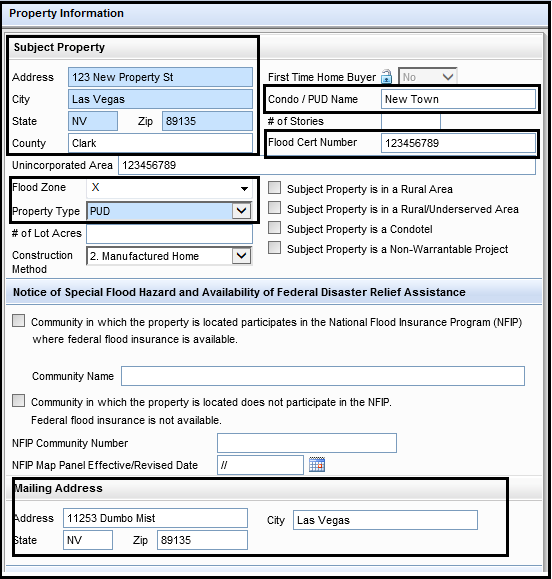 Property Information
Subject Property
Address 123 New Property St First Time Home Buyer No
City Las Vegas Condo / PUD Name New Town
State NV Zip 89135 # of Stories
County Clark Flood Cert Number 123456789
Unincorporated Area 123456789
Flood Zone X Subject Property is in a Rural Area
Property Type PUD Subject Property is in a Rural/Underserved Area
# of Lot Acres Subject Property is a Condotel
Construction Method 2. Manufactured Home Subject Property is a Non-Warrantable Project
Notice of Special Flood Hazard and Availability of Federal Disaster Relief Assistance
Community in which the property is located participates in the National Flood Insurance Program (NFIP)
where federal flood insurance is available.
Community Name
Community in which the property is located does not participate in the NFIP.
Federal flood insurance is not available.
NFIP Community Number
NFIP Map Panel Effective/Revised Date //
Mailing Address
Address 11253 Dumbo Mist City Las Vegas
State NV Zip 89135